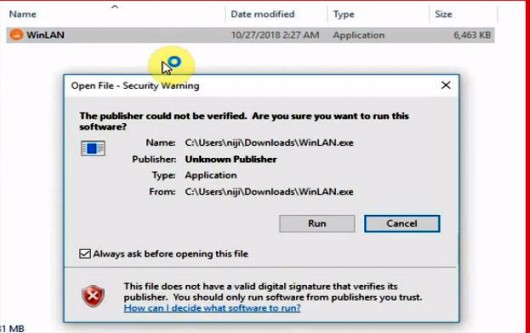 Name Date modified Type Size
WinLAN 10/27/2018 2:27 AM Application 6,463 KB
Open File - Security Warning
The publisher could not be verified. Are you sure you want to run this
software?
Name: C:\Users\niji\Downloads\WinLAN.exe
Publisher: Unknown Publisher
Type: Application
From: C:\Users\niji\Downloads\WinLAN.exe
Run Cancel
Always ask before opening this file
This file does not have a valid digital signature that verifies its
publisher. You should only run software from publishers you trust.
How can I decide what software to run?
MB